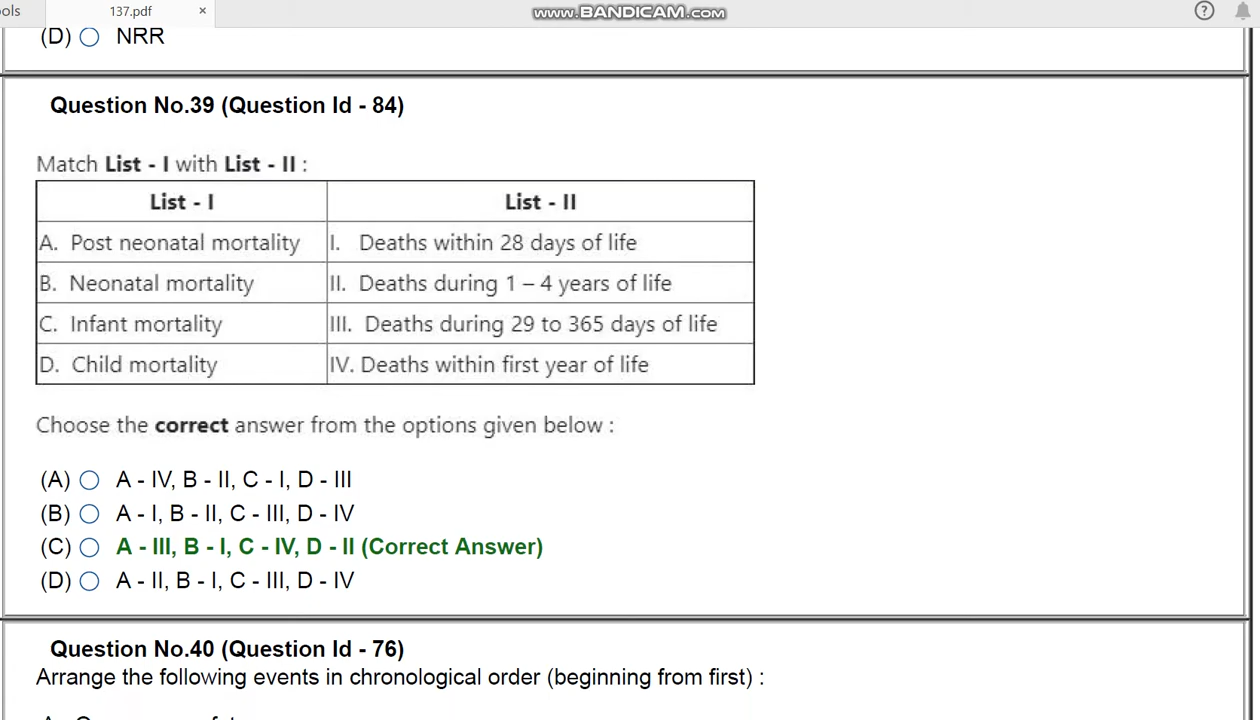 ols 137.pdf × www.BANDICAM.com ?
(D) NRR
Question No.39 (Question Id - 84)
Match List - I with List - II :
List - I List - II
A. Post neonatal mortality I. Deaths within 28 days of life
B. Neonatal mortality II. Deaths during 1 – 4 years of life
C. Infant mortality III. Deaths during 29 to 365 days of life
D. Child mortality IV. Deaths within first year of life
Choose the correct answer from the options given below :
(A) A - IV, B - II, C - I, D - III
(B) A - I, B - II, C - III, D - IV
(C) A - III, B - I, C - IV, D - II (Correct Answer)
(D) A - II, B - I, C - III, D - IV
Question No.40 (Question Id - 76)
Arrange the following events in chronological order (beginning from first) :